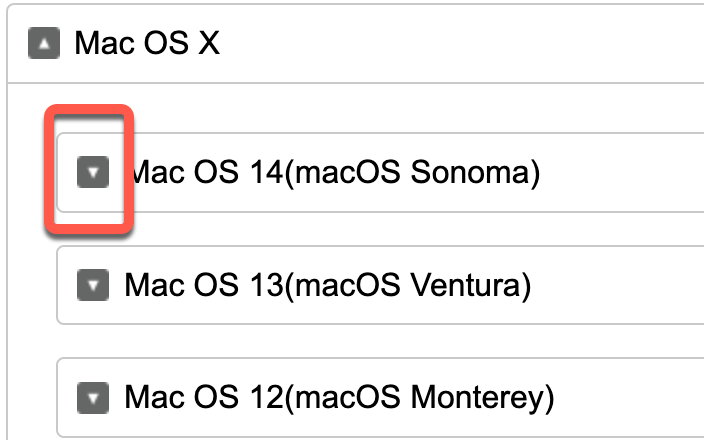 Mac OS X
Mac OS 14(macOS Sonoma)
Mac OS 13(macOS Ventura)
Mac OS 12(macOS Monterey)